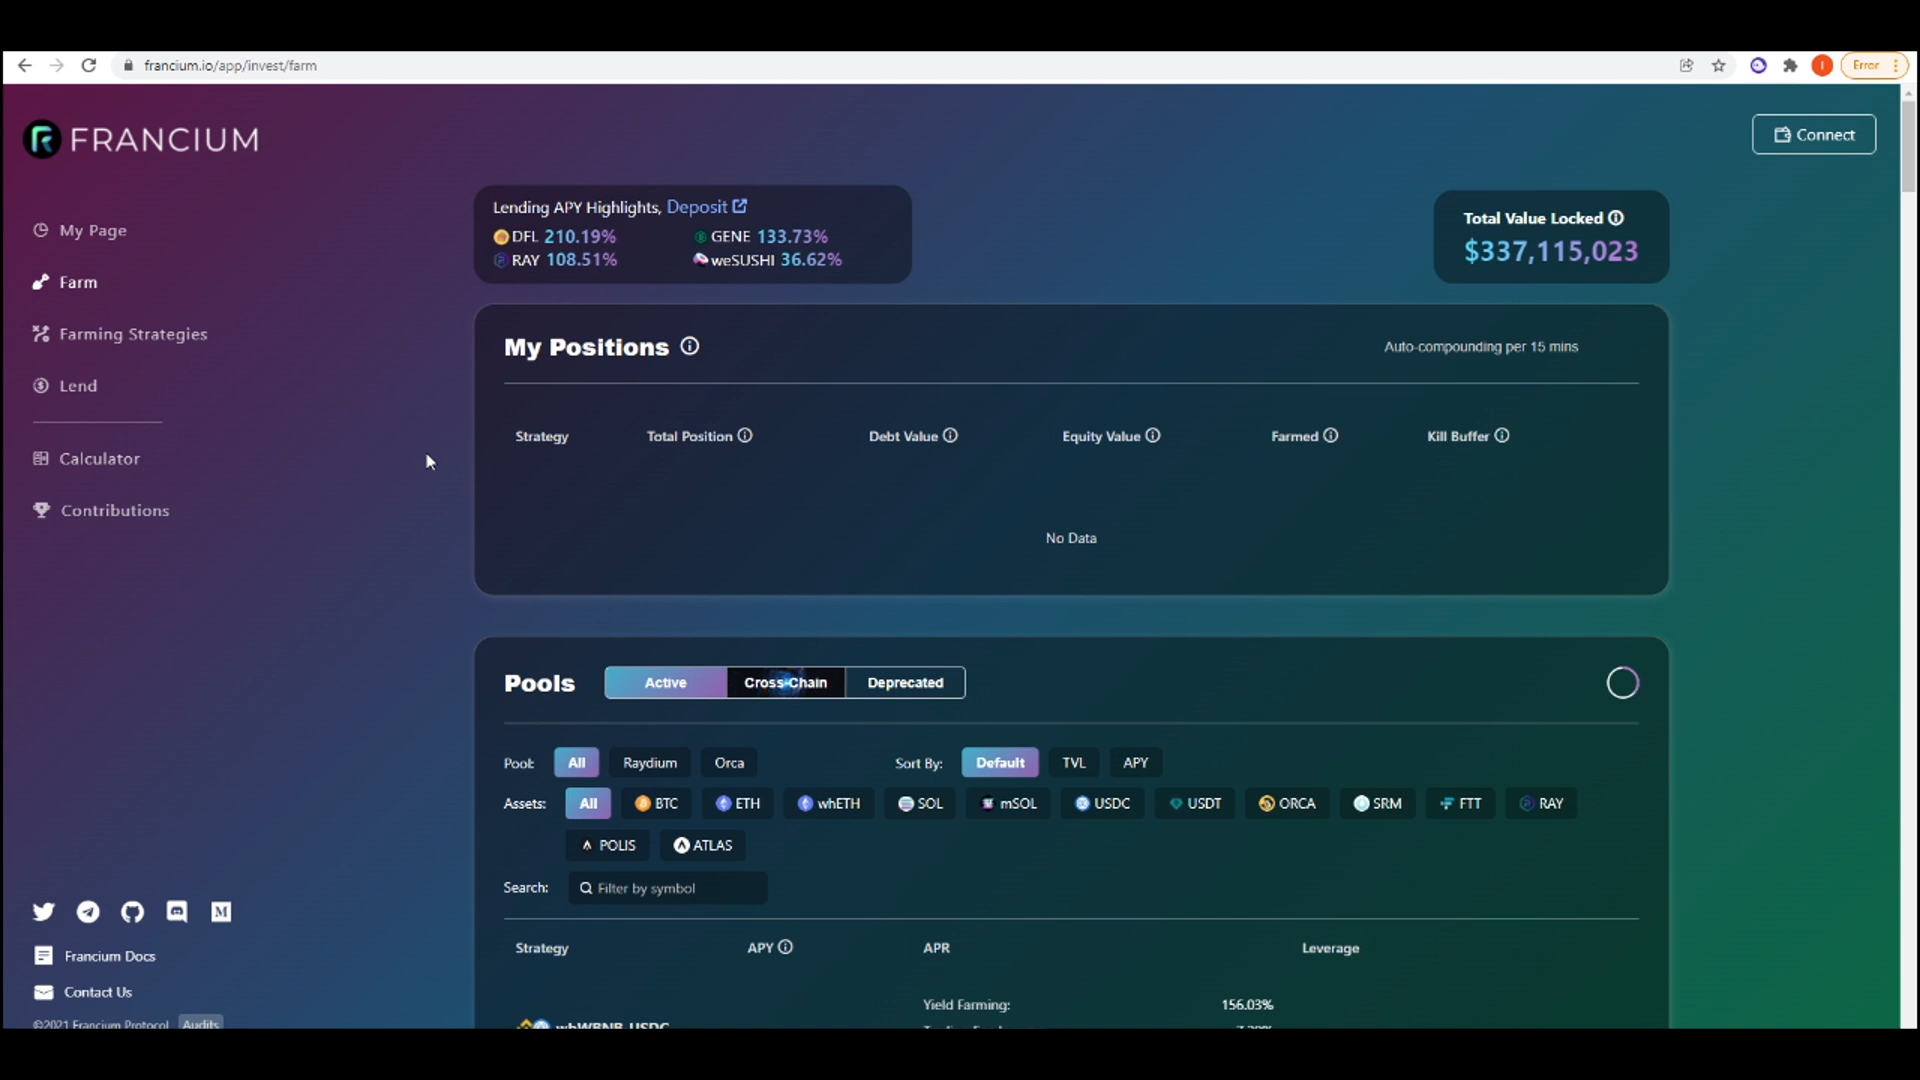 francium.io/app/invest/farm
Error
FRANCIUM
Connect
Lending APY Highlights, Deposit
DFL 210.19% GENE 133.73%
RAY 108.51% weSUSHI 36.62%
Total Value Locked
$337,115,023
My Page
Farm
Farming Strategies
Lend
Calculator
Contributions
My Positions
Auto-compounding per 15 mins
Strategy Total Position Debt Value Equity Value Farmed Kill Buffer
No Data
Pools Active Cross-Chain Deprecated
Pool: All Raydium Orca Sort By: Default TVL APY
Assets: All BTC ETH whETH SOL mSOL USDC USDT ORCA SRM FTT RAY
POLIS ATLAS
Search: Filter by symbol
Strategy APY APR Leverage
Yield Farming: 156.03%
whWBNB-USDC
Francium Docs
Contact Us
©2021 Francium Protocol Audits